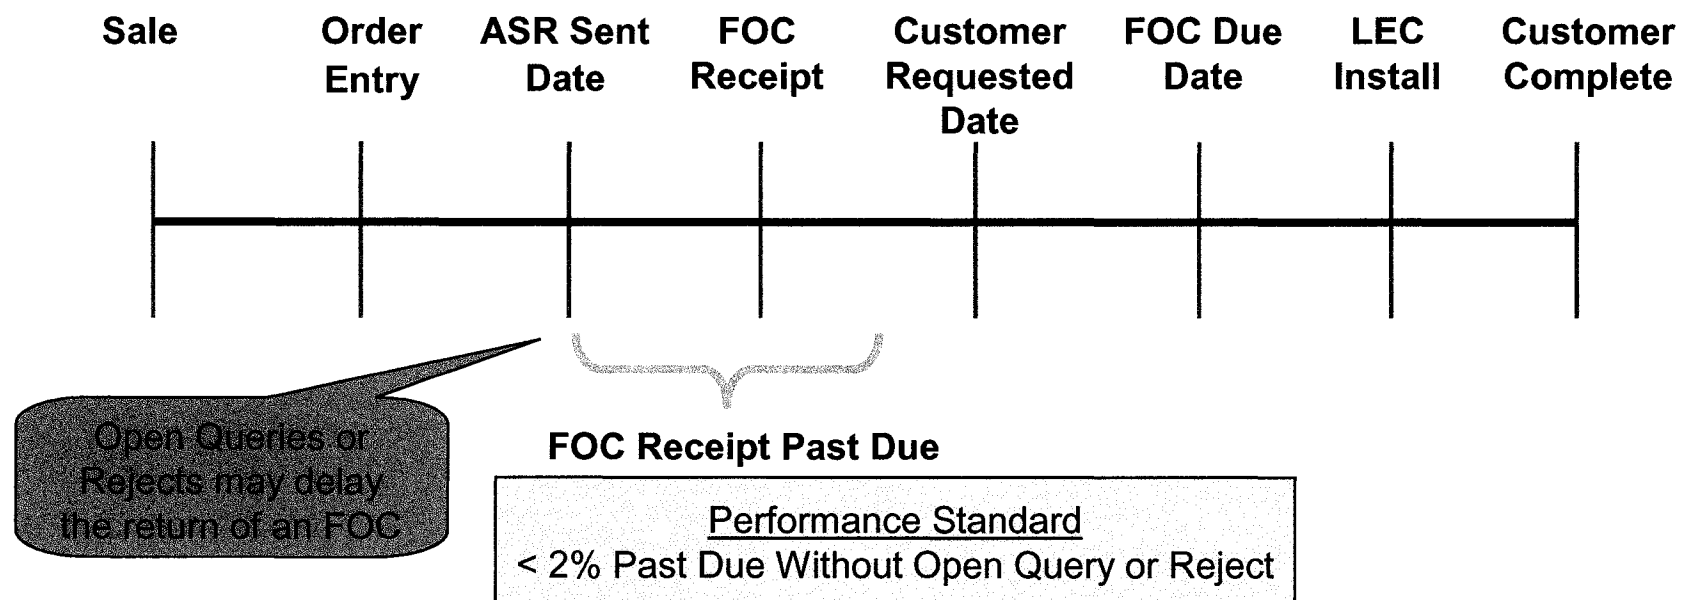 Sale
Order
Entry
ASR Sent
Date
FOC
Receipt
Customer
Requested
Date
FOC Due
Date
LEC
Install
Customer
Complete
Open Queries or
Rejects may delay
the return of an FOC
FOC Receipt Past Due
Performance Standard
< 2% Past Due Without Open Query or Reject